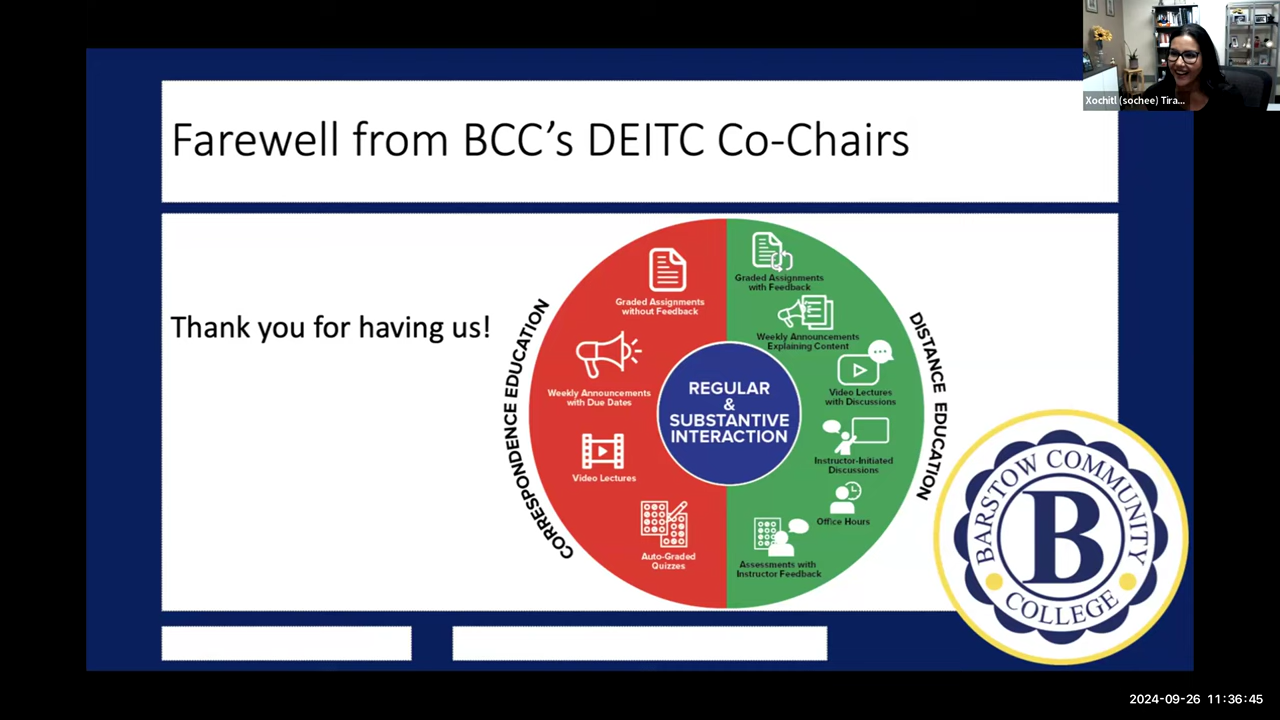 Farewell from BCC's DEITC Co-Chairs
Xochitl (sochee) Tira...
Thank you for having us!
CORRESPONDENCE EDUCATION
Graded Assignments
without Feedback
Weekly Announcements
with Due Dates
Video Lectures
Auto-Graded
Quizzes
REGULAR
&
SUBSTANTIVE
INTERACTION
Graded Assignments
with Feedback
Weekly Announcements
Explaining Content
Video Lectures
with Discussions
Instructor-Initiated
Discussions
Office Hours
Assessments with
Instructor Feedback
DISTANCE EDUCATION
BARSTOW COMMUNITY
B
COLLEGE
2024-09-26 11:36:45